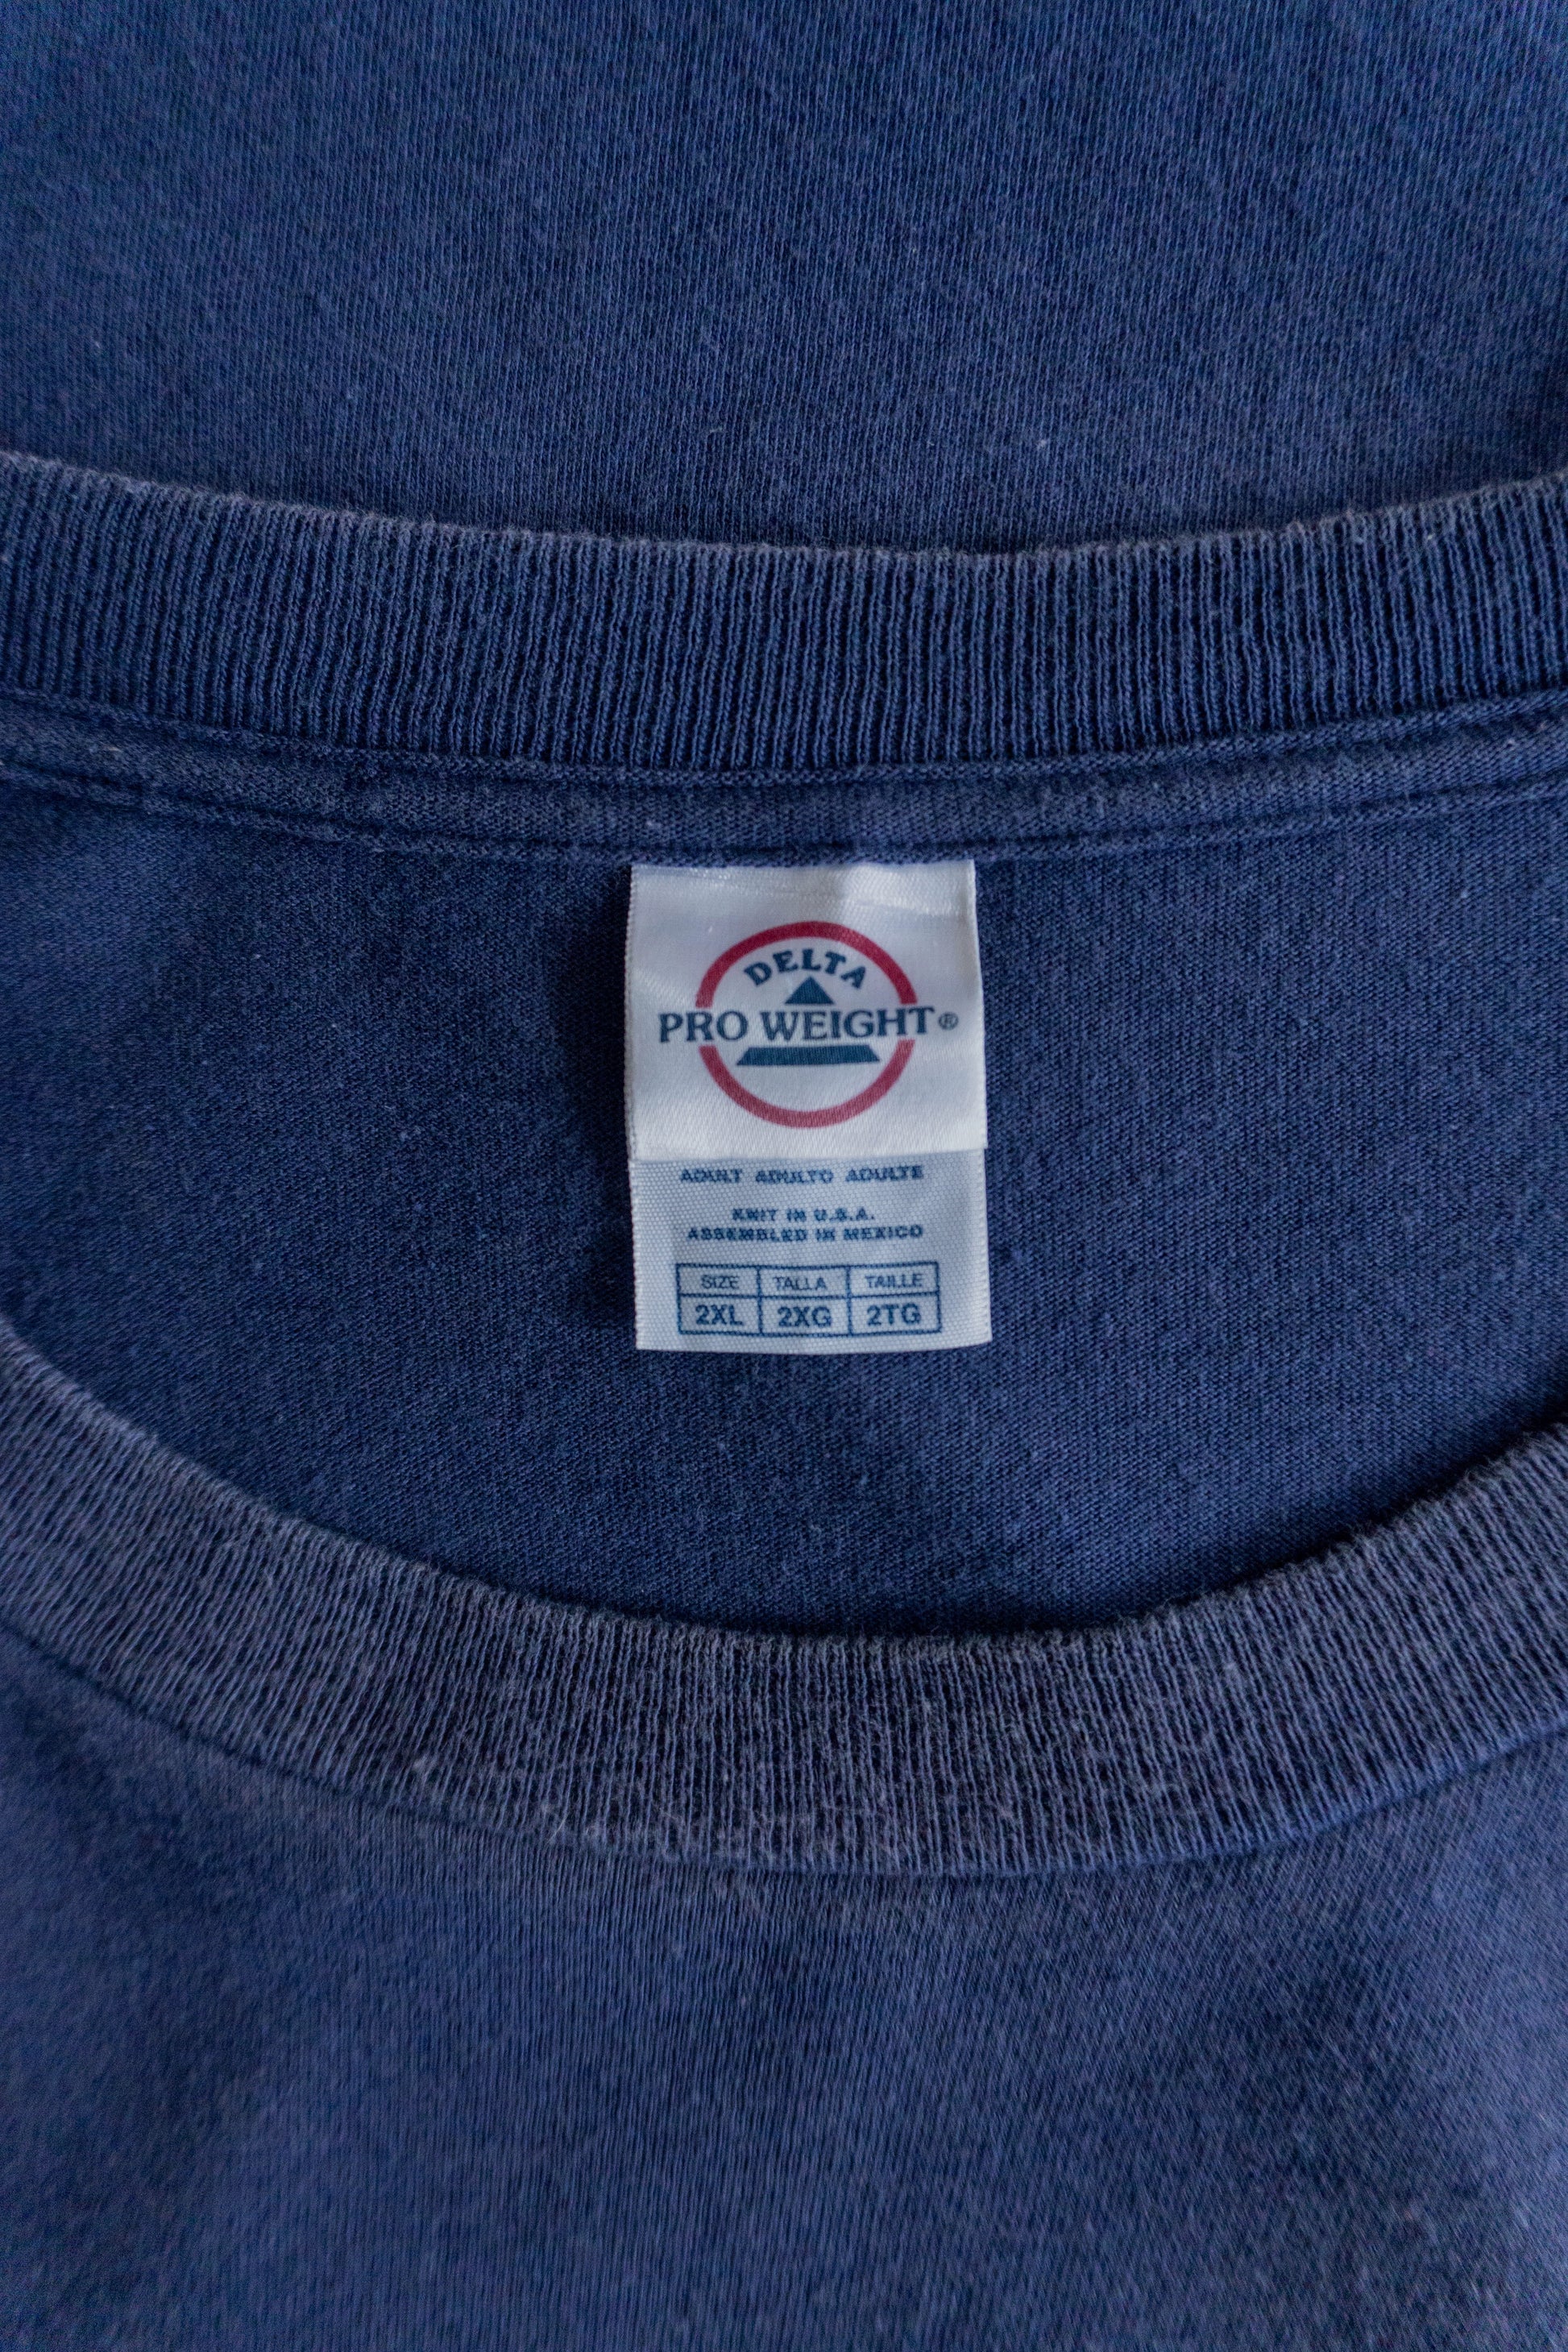 DELTA
PRO WEIGHT®
ADULT ADULTO ADULTE
KNIT IN U.S.A.
ASSEMBLED IN MEXICO
SIZE TALLA TAILLE
2XL 2XG 2TG